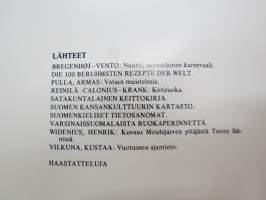 LÄHTEET
BREGENHØJ–VENTO: Nuutti, suomalainen karnevaali.
DIE 100 BERÜHMSTEN REZEPTE DER WELT.
PULLA, ARMAS: Vatsan muistelmia.
REINILÄ–CALONIUS–KRANK: Kotiruoka.
SATAKUNTALAINEN KEITTOKIRJA.
SUOMEN KANSANKULTTUURIN KARTASTO.
SUOMENKIELISET TIETOSANOMAT.
VARSINAISSUOMALAISTA RUOKAPERINNETTÄ.
WIDENIUS, HENRIK: Kuvaus Mouhijärven pitäjästä Turun lää-
nissä.
VILKUNA, KUSTAA: Vuotuinen ajantieto.
HAASTATTELUJA